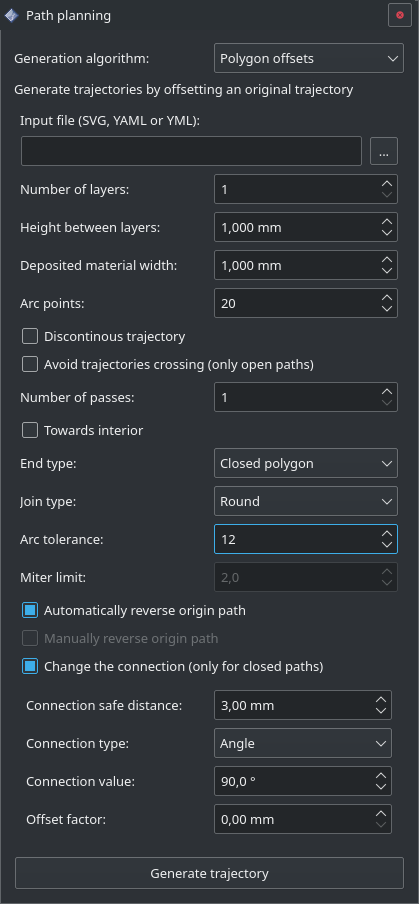 Path planning
Generation algorithm: Polygon offsets
Generate trajectories by offsetting an original trajectory
Input file (SVG, YAML or YML):
...
Number of layers: 1
Height between layers: 1,000 mm
Deposited material width: 1,000 mm
Arc points: 20
Discontinous trajectory
Avoid trajectories crossing (only open paths)
Number of passes: 1
Towards interior
End type: Closed polygon
Join type: Round
Arc tolerance: 12
Miter limit: 2,0
Automatically reverse origin path
Manually reverse origin path
Change the connection (only for closed paths)
Connection safe distance: 3,00 mm
Connection type: Angle
Connection value: 90,0 °
Offset factor: 0,00 mm
Generate trajectory